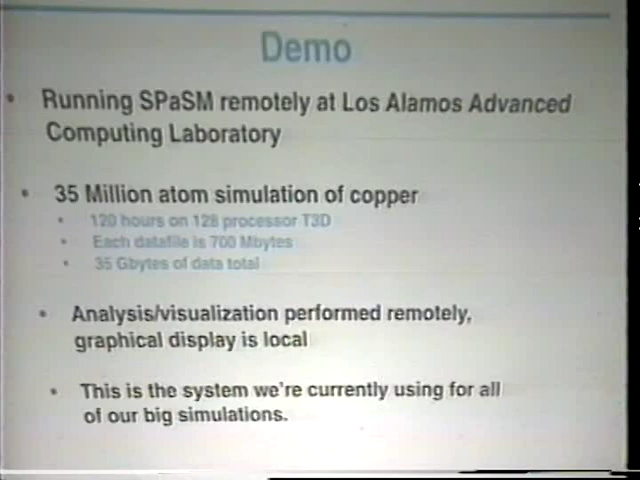 Demo
• Running SPaSM remotely at Los Alamos Advanced
Computing Laboratory
• 35 Million atom simulation of copper
• 120 hours on 128 processor T3D
• Each datafile is 700 Mbytes
• 35 Gbytes of data total
• Analysis/visualization performed remotely,
graphical display is local
• This is the system we're currently using for all
of our big simulations.